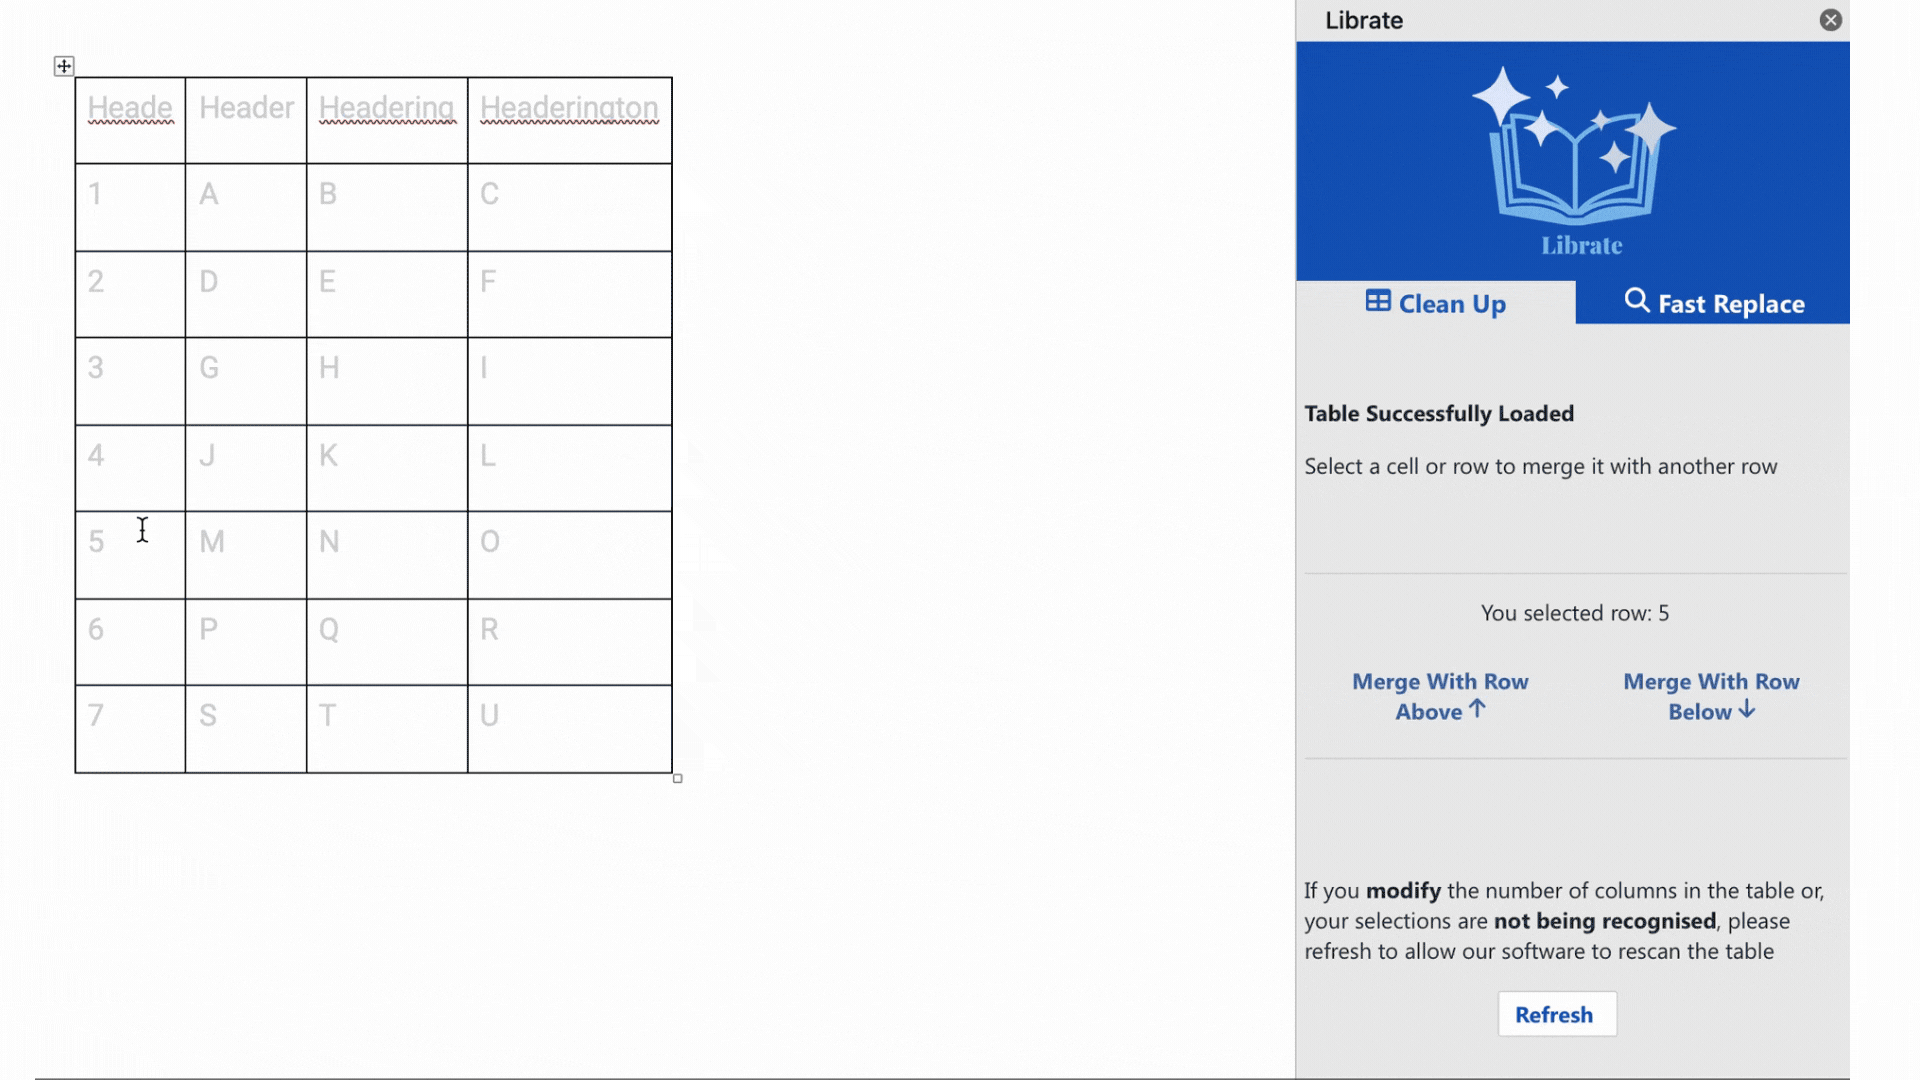 Librate
Heade Header Headering Headerington
1 A B C
2 D E F
3 G H I
4 J K L
5 M N O
6 P Q R
7 S T U
Librate
Clean Up Fast Replace
Table Successfully Loaded
Select a cell or row to merge it with another row
You selected row: 5
Merge With Row
Above ↑
Merge With Row
Below ↓
If you modify the number of columns in the table or,
your selections are not being recognised, please
refresh to allow our software to rescan the table
Refresh